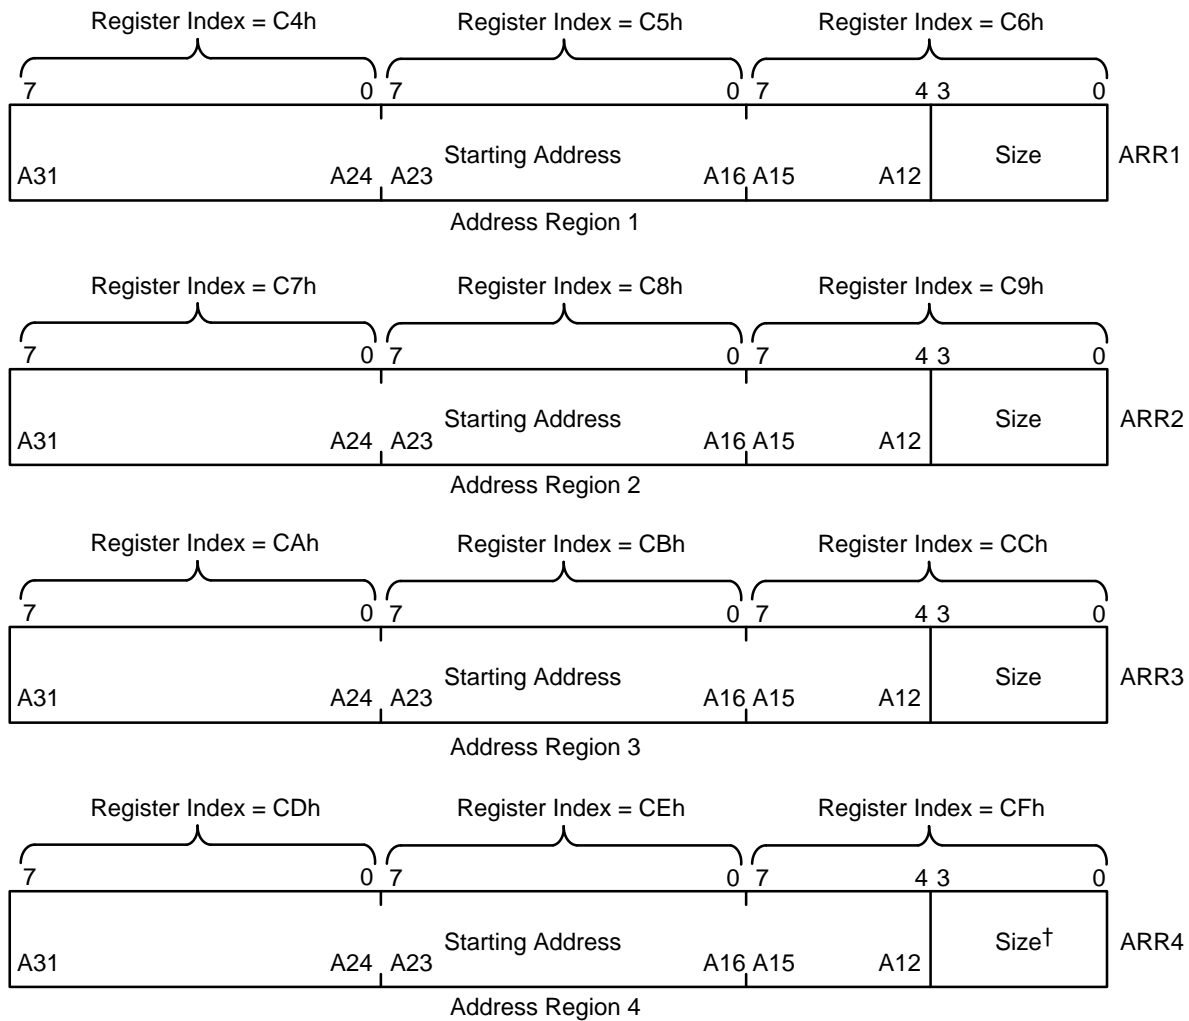 Register Index = C4h Register Index = C5h Register Index = C6h
7 0 7 0 7 4 3 0
Starting Address Size ARR1
A31 A24 A23 A16 A15 A12
Address Region 1
Register Index = C7h Register Index = C8h Register Index = C9h
7 0 7 0 7 4 3 0
Starting Address Size ARR2
A31 A24 A23 A16 A15 A12
Address Region 2
Register Index = CAh Register Index = CBh Register Index = CCh
7 0 7 0 7 4 3 0
Starting Address Size ARR3
A31 A24 A23 A16 A15 A12
Address Region 3
Register Index = CDh Register Index = CEh Register Index = CFh
7 0 7 0 7 4 3 0
Starting Address Size† ARR4
A31 A24 A23 A16 A15 A12
Address Region 4